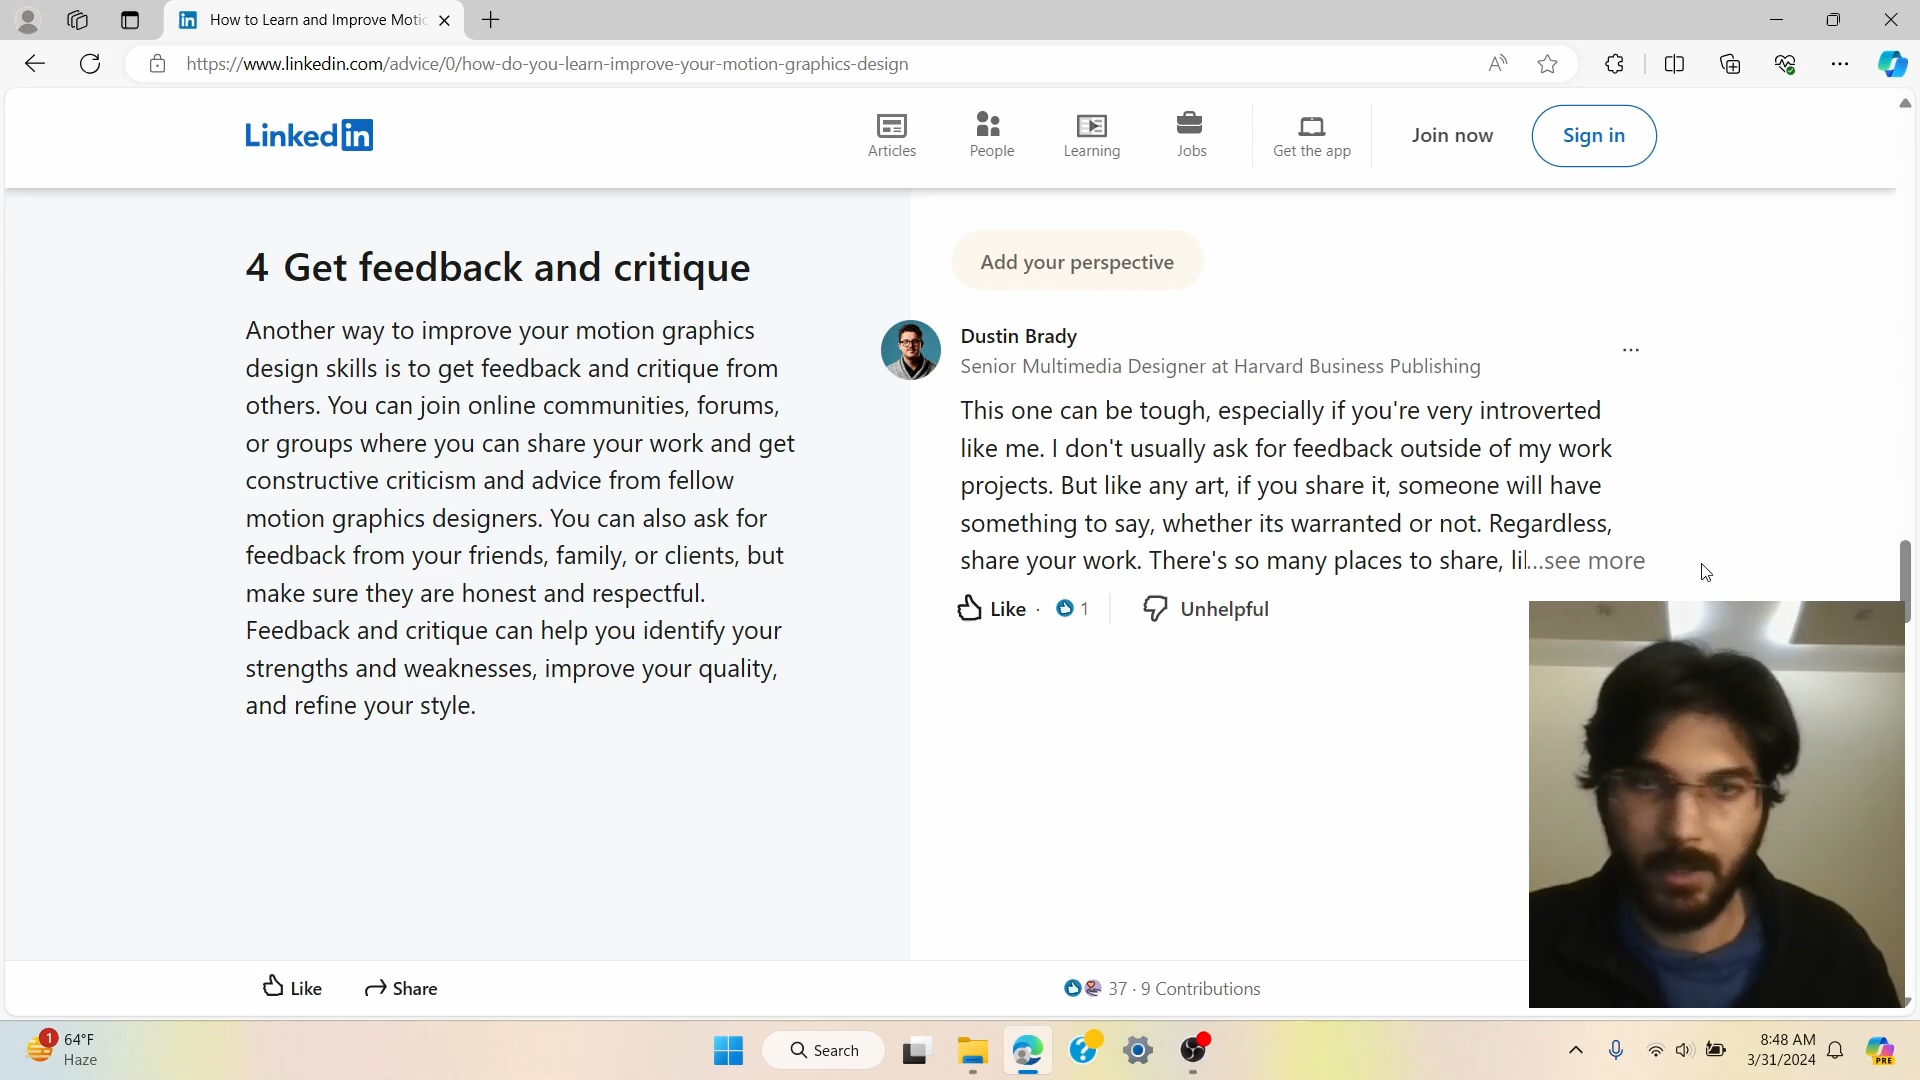 How to Learn and Improve Motic
https://www.linkedin.com/advice/0/how-do-you-learn-improve-your-motion-graphics-design
Linked in
Articles
People
Learning
Jobs
Get the app
Join now
Sign in
4 Get feedback and critique
Another way to improve your motion graphics
design skills is to get feedback and critique from
others. You can join online communities, forums,
or groups where you can share your work and get
constructive criticism and advice from fellow
motion graphics designers. You can also ask for
feedback from your friends, family, or clients, but
make sure they are honest and respectful.
Feedback and critique can help you identify your
strengths and weaknesses, improve your quality,
and refine your style.
Add your perspective
Dustin Brady
Senior Multimedia Designer at Harvard Business Publishing
This one can be tough, especially if you're very introverted
like me. I don't usually ask for feedback outside of my work
projects. But like any art, if you share it, someone will have
something to say, whether its warranted or not. Regardless,
share your work. There's so many places to share, lil...see more
Like · 1
Unhelpful
Like
Share
37 · 9 Contributions
1
64°F
Haze
Search
8:48 AM
3/31/2024
PRE